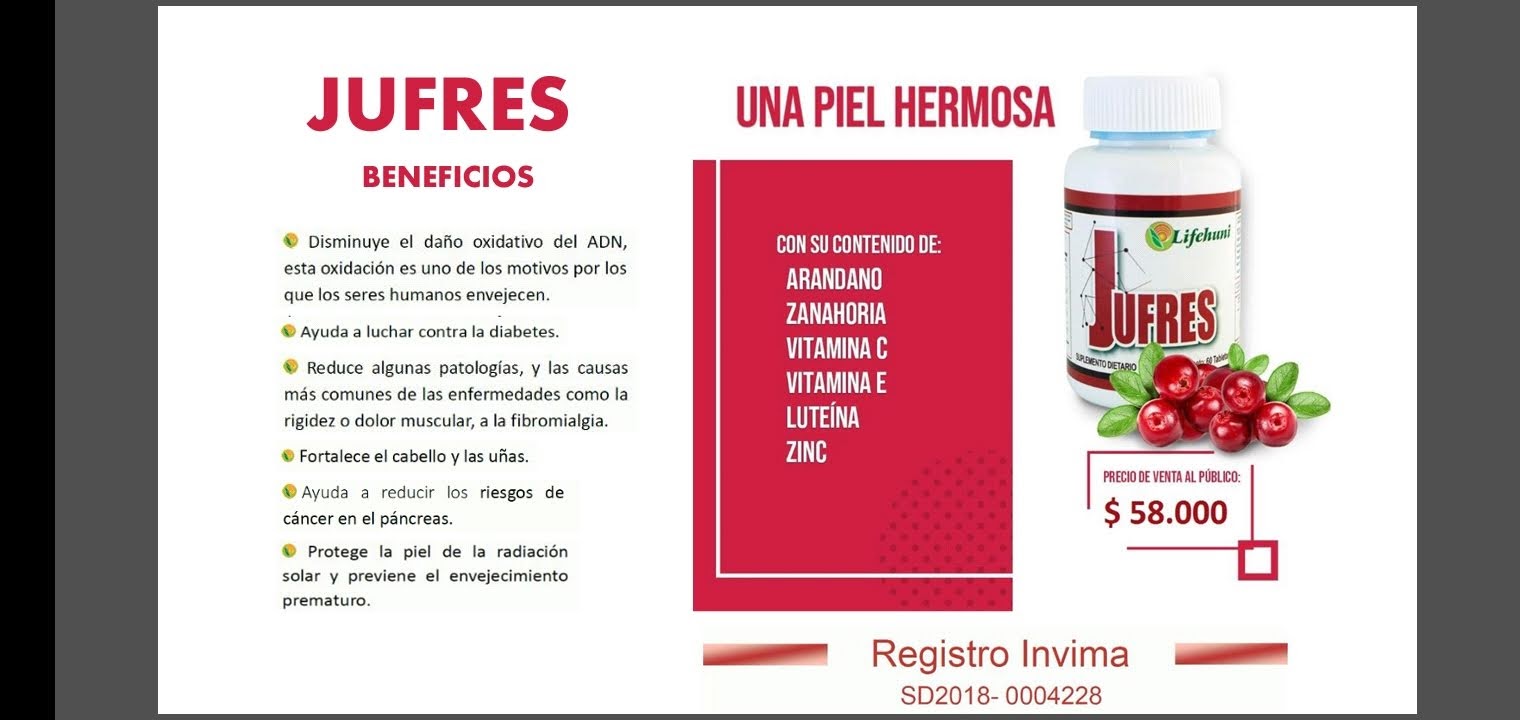 JUFRES
BENEFICIOS
Disminuye el daño oxidativo del ADN,
esta oxidación es uno de los motivos por los
que los seres humanos envejecen.
Ayuda a luchar contra la diabetes.
Reduce algunas patologías, y las causas
más comunes de las enfermedades como la
rigidez o dolor muscular, a la fibromialgia.
Fortalece el cabello y las uñas.
Ayuda a reducir los riesgos de
cáncer en el páncreas.
Protege la piel de la radiación
solar y previene el envejecimiento
prematuro.
UNA PIEL HERMOSA
CON SU CONTENIDO DE:
ARANDANO
ZANAHORIA
VITAMINA C
VITAMINA E
LUTEÍNA
ZINC
Lifehuni
JUFRES
SUPLEMENTO DIETARIO
60 Tabletas
PRECIO DE VENTA AL PÚBLICO:
$ 58.000
Registro Invima
SD2018- 0004228